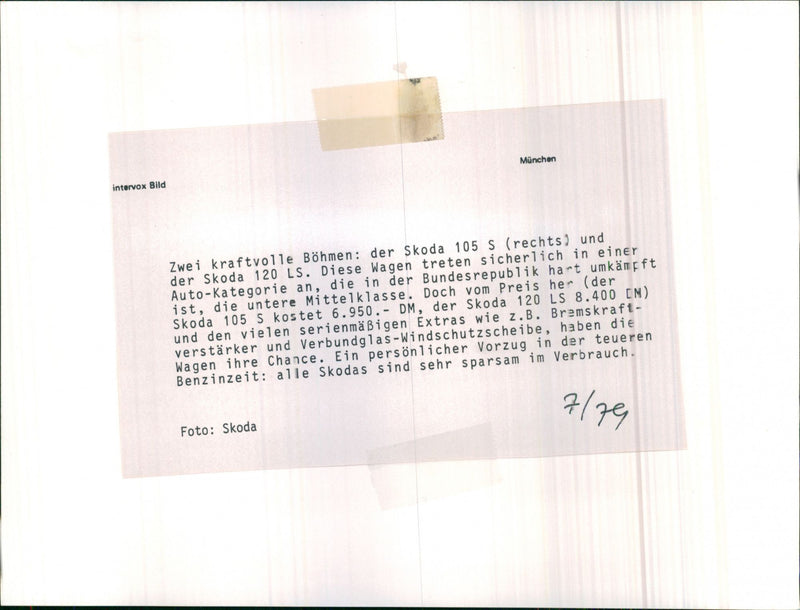 intervox Bild
München
Zwei kraftvolle Böhmen: der Skoda 105 S (rechts) und
der Skoda 120 LS. Diese Wagen treten sicherlich in einer
Auto-Kategorie an, die in der Bundesrepublik hart umkämpft
ist, die untere Mittelklasse. Doch vom Preis her (der
Skoda 105 S kostet 6.950.- DM, der Skoda 120 LS 8.400 DM)
und den vielen serienmäßigen Extras wie z.B. Bremskraft-
verstärker und Verbundglas-Windschutzscheibe, haben die
Wagen ihre Chance. Ein persönlicher Vorzug in der teueren
Benzinzeit: alle Skodas sind sehr sparsam im Verbrauch.
7/79
Foto: Skoda